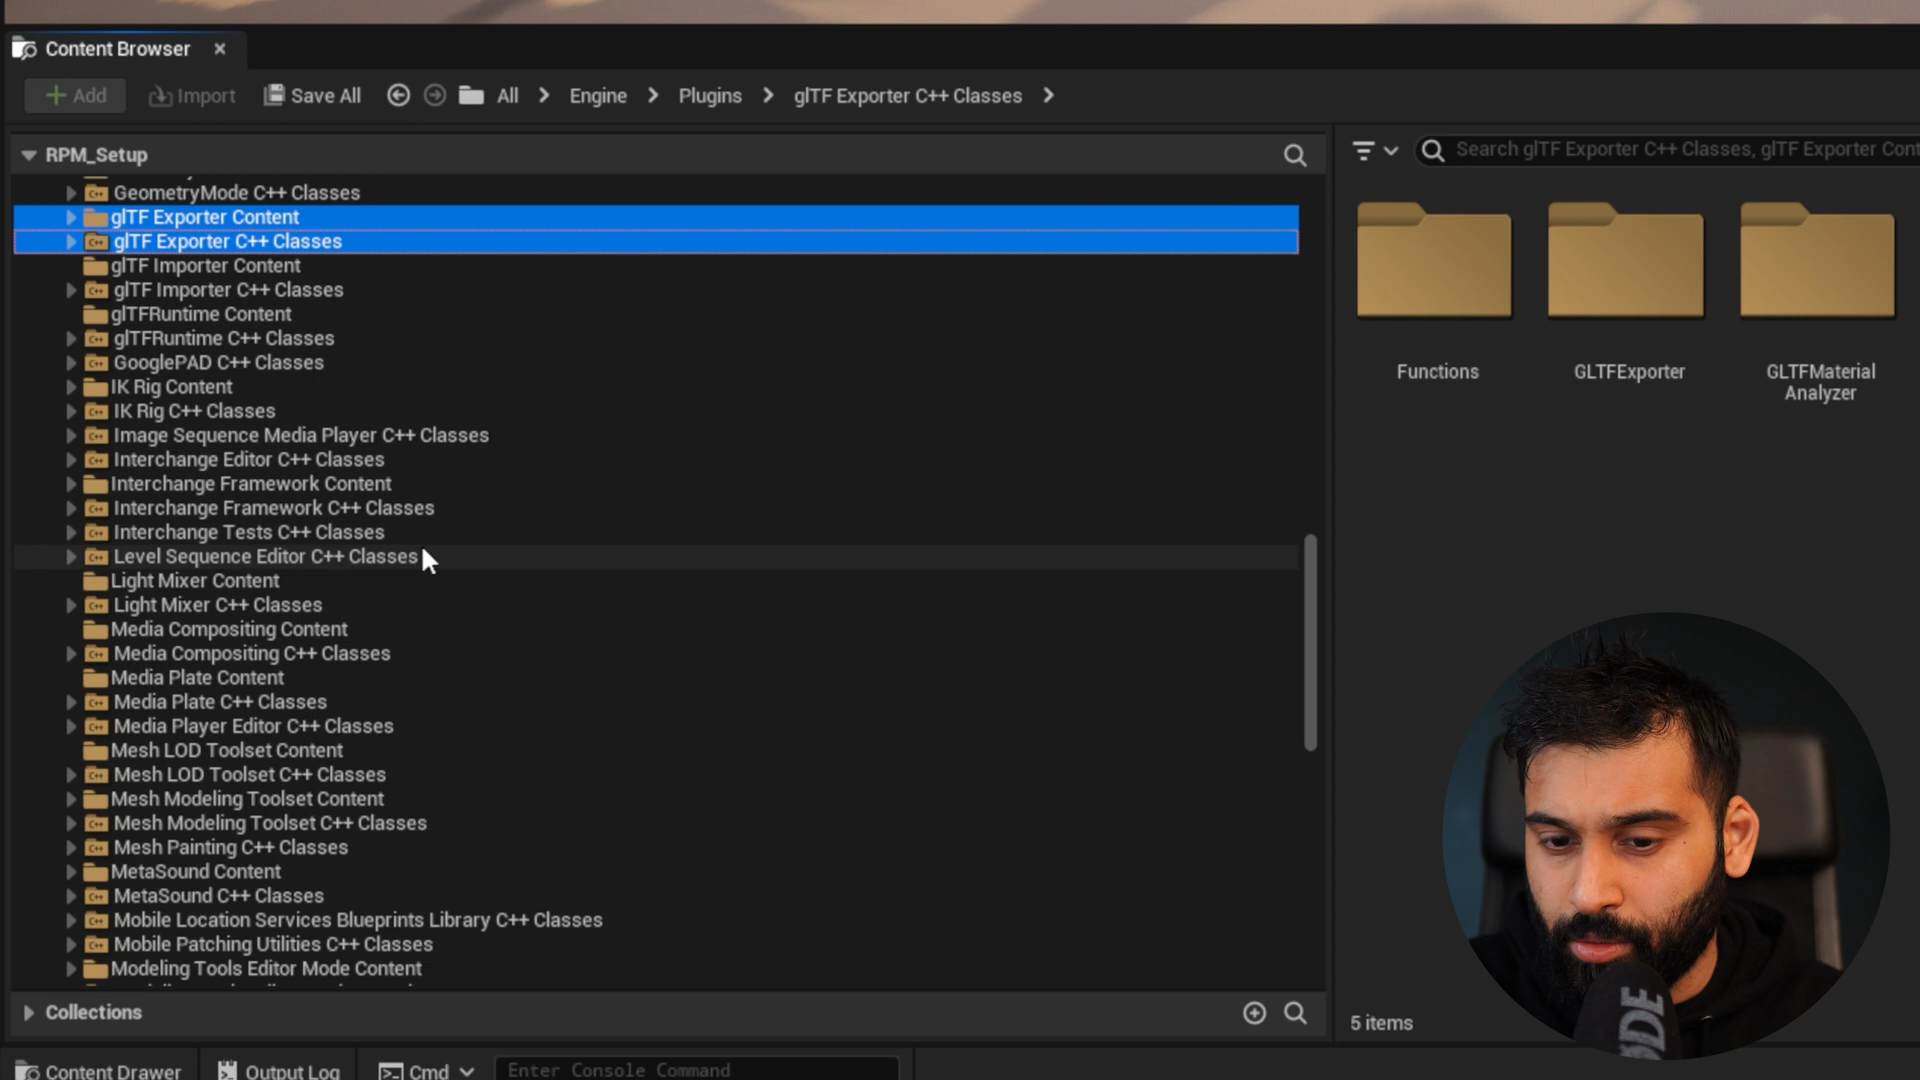 Content Browser
Add
Import
Save All
All
Engine
Plugins
glTF Exporter C++ Classes
RPM_Setup
Search glTF Exporter C++ Classes, glTF Exporter Cont
GeometryMode C++ Classes
glTF Exporter Content
glTF Exporter C++ Classes
glTF Importer Content
glTF Importer C++ Classes
glTFRuntime Content
glTFRuntime C++ Classes
GooglePAD C++ Classes
IK Rig Content
IK Rig C++ Classes
Image Sequence Media Player C++ Classes
Interchange Editor C++ Classes
Interchange Framework Content
Interchange Framework C++ Classes
Interchange Tests C++ Classes
Level Sequence Editor C++ Classes
Light Mixer Content
Light Mixer C++ Classes
Media Compositing Content
Media Compositing C++ Classes
Media Plate Content
Media Plate C++ Classes
Media Player Editor C++ Classes
Mesh LOD Toolset Content
Mesh LOD Toolset C++ Classes
Mesh Modeling Toolset Content
Mesh Modeling Toolset C++ Classes
Mesh Painting C++ Classes
MetaSound Content
MetaSound C++ Classes
Mobile Location Services Blueprints Library C++ Classes
Mobile Patching Utilities C++ Classes
Modeling Tools Editor Mode Content
Functions
GLTFExporter
GLTFMaterial
Analyzer
Collections
5 items
Content Drawer
Output Log
Cmd
Enter Console Command